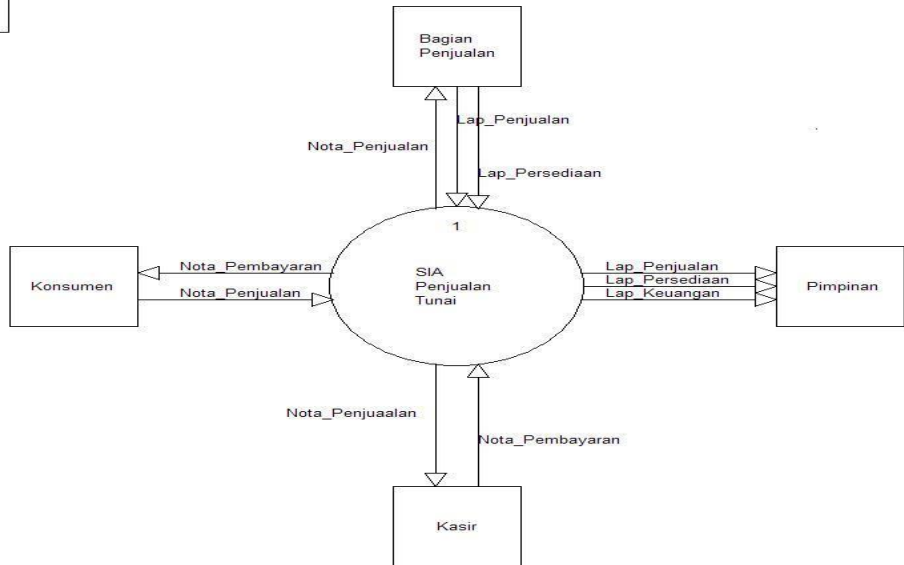 Bagian
Penjualan
Lap_Penjualan
Nota_Penjualan
Lap_Persediaan
1
Konsumen
Nota_Pembayaran
Nota_Penjualan
SIA
Penjualan
Tunai
Lap_Penjualan
Lap_Persediaan
Lap_Keuangan
Pimpinan
Nota_Penjuaalan
Nota_Pembayaran
Kasir